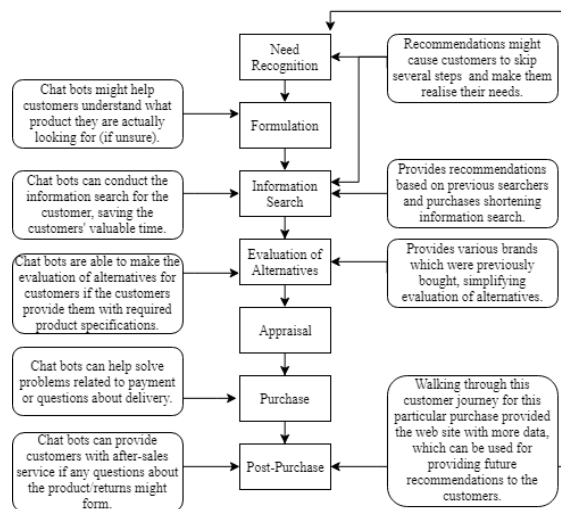 Need
Recognition
Recommendations might
cause customers to skip
several steps and make them
realise their needs.
Chat bots might help
customers understand what
product they are actually
looking for (if unsure).
Formulation
Chat bots can conduct the
information search for the
customer, saving the
customers' valuable time.
Information
Search
Provides recommendations
based on previous searchers
and purchases shortening
information search.
Chat bots are able to make the
evaluation of alternatives for
customers if the customers
provide them with required
product specifications.
Evaluation of
Alternatives
Provides various brands
which were previously
bought, simplifying
evaluation of alternatives.
Appraisal
Chat bots can help solve
problems related to payment
or questions about delivery.
Purchase
Chat bots can provide
customers with after-sales
service if any questions about
the product/returns might
form.
Post-Purchase
Walking through this
customer journey for this
particular purchase provided
the web site with more data,
which can be used for
providing future
recommendations to the
customers.